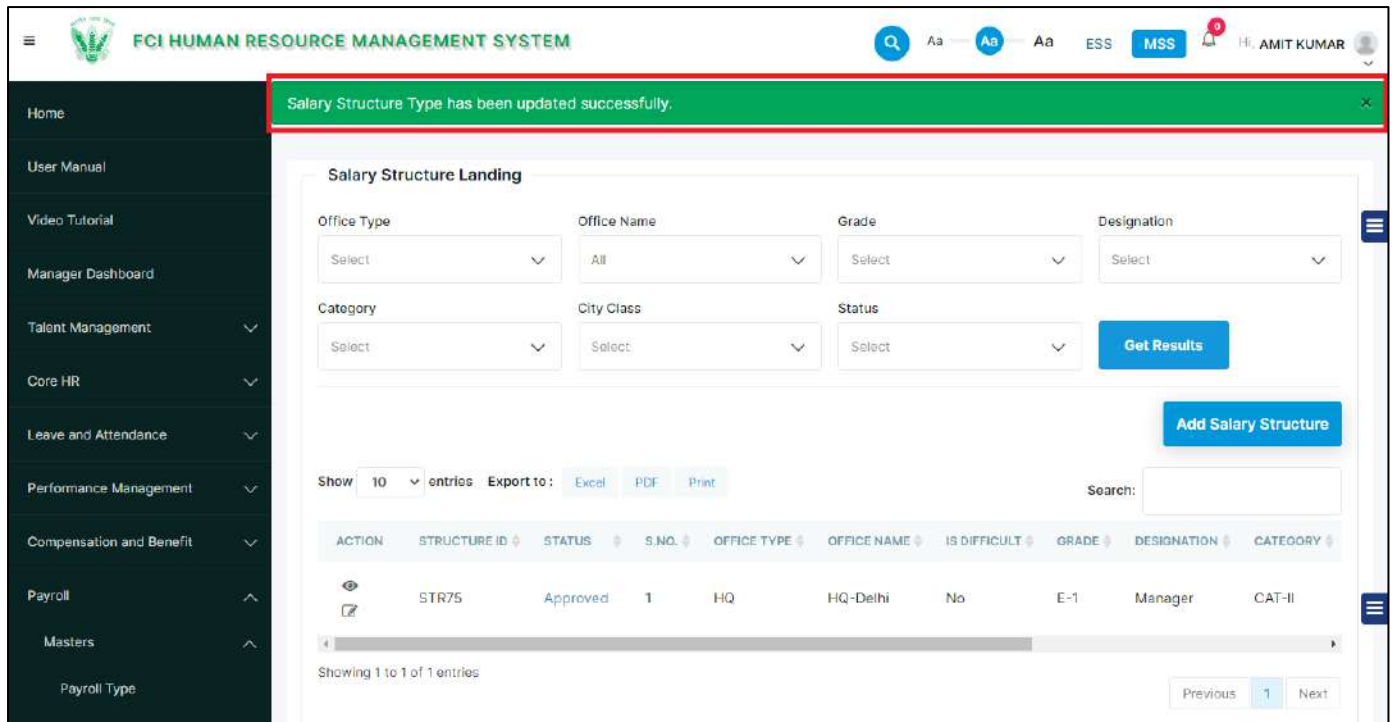 FCI HUMAN RESOURCE MANAGEMENT SYSTEM
Aa Aa Aa ESS MSS 0 Hi, AMIT KUMAR
Salary Structure Type has been updated successfully. ×
Home
User Manual
Video Tutorial
Manager Dashboard
Talent Management
Core HR
Leave and Attendance
Performance Management
Compensation and Benefit
Payroll
Masters
Payroll Type
Salary Structure Landing
Office Type Office Name Grade Designation
Select All Select Select
Category City Class Status
Select Select Select Get Results
Add Salary Structure
Show 10 entries Export to : Excel PDF Print Search:
ACTION STRUCTURE ID STATUS S.NO. OFFICE TYPE OFFICE NAME IS DIFFICULT GRADE DESIGNATION CATEGORY
STR75 Approved 1 HQ HQ-Delhi No E-1 Manager CAT-II
Showing 1 to 1 of 1 entries
Previous 1 Next